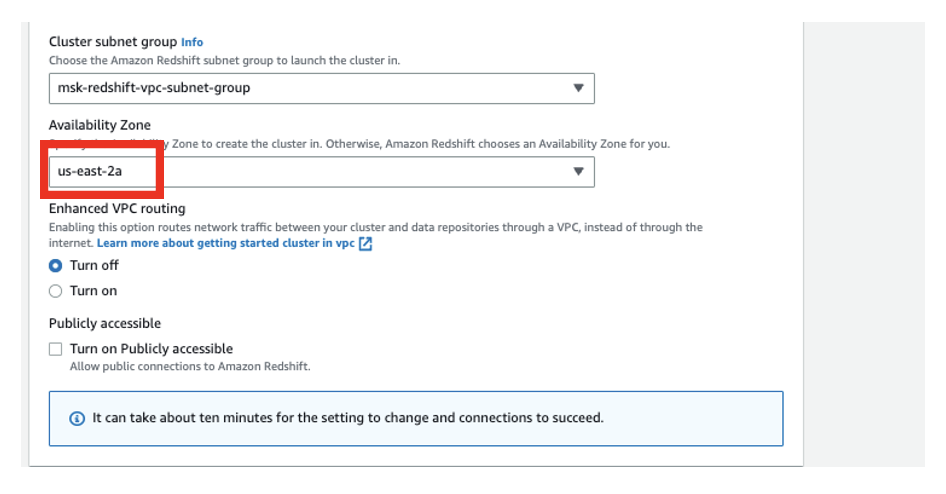 Cluster subnet group Info
Choose the Amazon Redshift subnet group to launch the cluster in.
msk-redshift-vpc-subnet-group
Availability Zone
Zone to create the cluster in. Otherwise, Amazon Redshift chooses an Availability Zone for you.
us-east-2a
Enhanced VPC routing
Enabling this option routes network traffic between your cluster and data repositories through a VPC, instead of through the
internet. Learn more about getting started cluster in vpc
Turn off
Turn on
Publicly accessible
Turn on Publicly accessible
Allow public connections to Amazon Redshift.
It can take about ten minutes for the setting to change and connections to succeed.